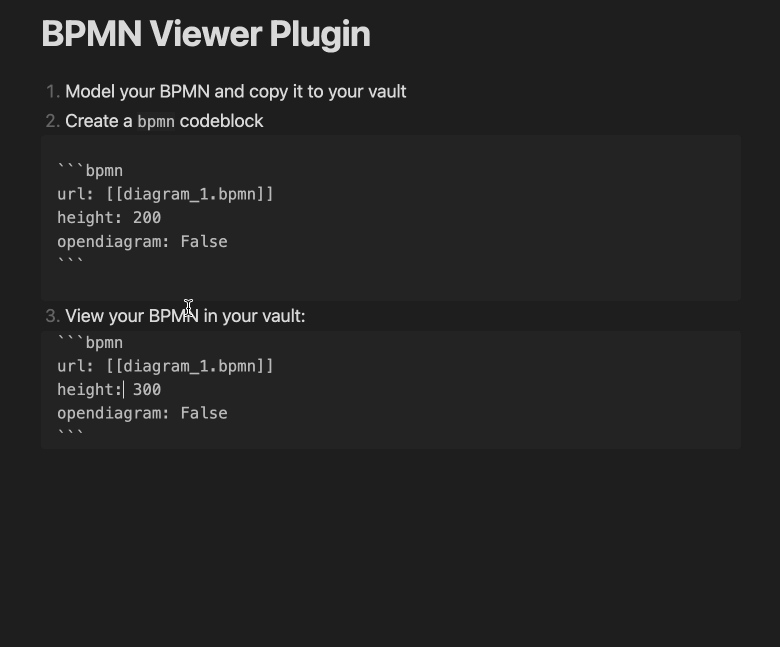 BPMN Viewer Plugin
1. Model your BPMN and copy it to your vault
2. Create a bpmn codeblock
```bpmn
url: [[diagram_1.bpmn]]
height: 200
opendiagram: False
```
3. View your BPMN in your vault:
```bpmn
url: [[diagram_1.bpmn]]
height: 300
opendiagram: False
```